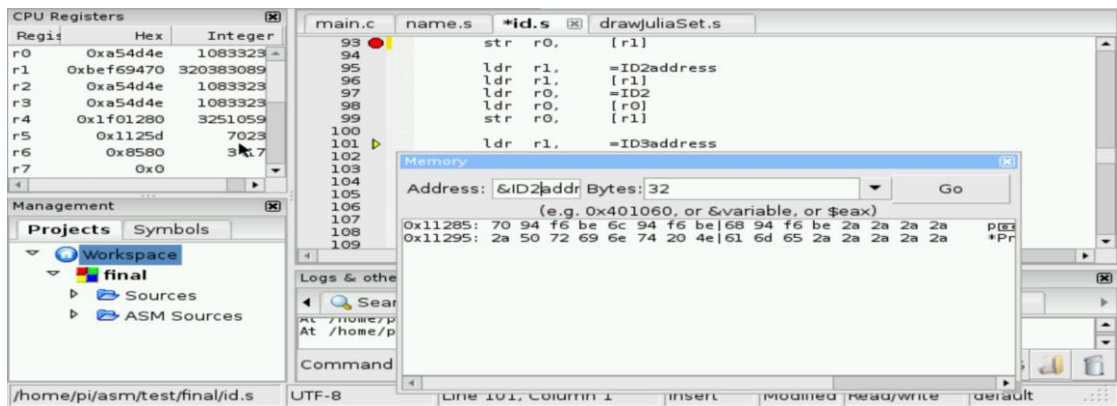 CPU Registers
Regis Hex Integer
r0 0xa54d4e 1083323
r1 0xbef69470 320383089
r2 0xa54d4e 1083323
r3 0xa54d4e 1083323
r4 0x1f01280 3251059
r5 0x1125d 7023
r6 0x8580
r7 0x0
Management
Projects Symbols
Workspace
final
Sources
ASM Sources
/home/pi/asm/test/final/id.s
main.c name.s *id.s drawJuliaSet.s
93 str r0, [r1]
94
95 ldr r1, =ID2address
96 ldr r1, [r1]
97 ldr r0, =ID2
98 ldr r0, [r0]
99 str r0, [r1]
100
101 ldr r1, =ID3address
102
103
104
105
106
107
108
109
Memory
Address: &ID2addr Bytes: 32 Go
(e.g. 0x401060, or &variable, or $eax)
0x11285: 70 94 f6 be 6c 94 f6 be|68 94 f6 be 2a 2a 2a 2a p
0x11295: 2a 50 72 69 6e 74 20 4e|61 6d 65 2a 2a 2a 2a 2a *Pr
Logs & othe
Sear
At /home/p
At /home/p
Command
UTF-8 Line 101, Column 1 Insert Modified Read/Write default